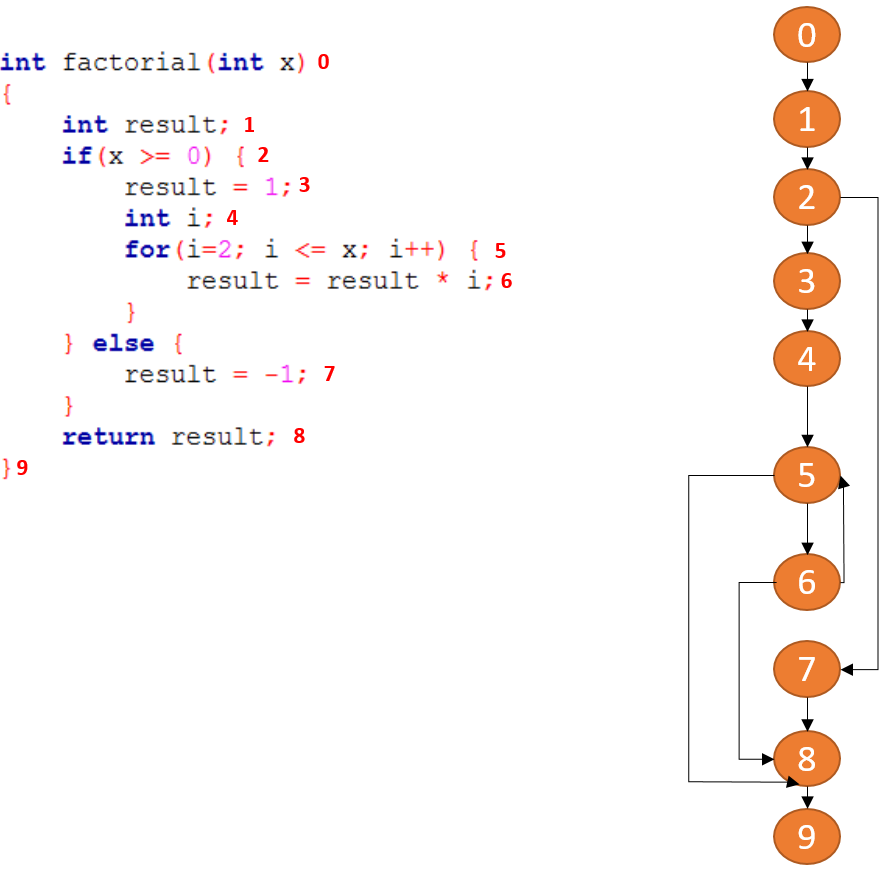 int factorial(int x) 0
{
int result; 1
if(x >= 0) { 2
result = 1; 3
int i; 4
for(i=2; i <= x; i++) { 5
result = result * i; 6
}
} else {
result = -1; 7
}
return result; 8
} 9
0
1
2
3
4
5
6
7
8
9